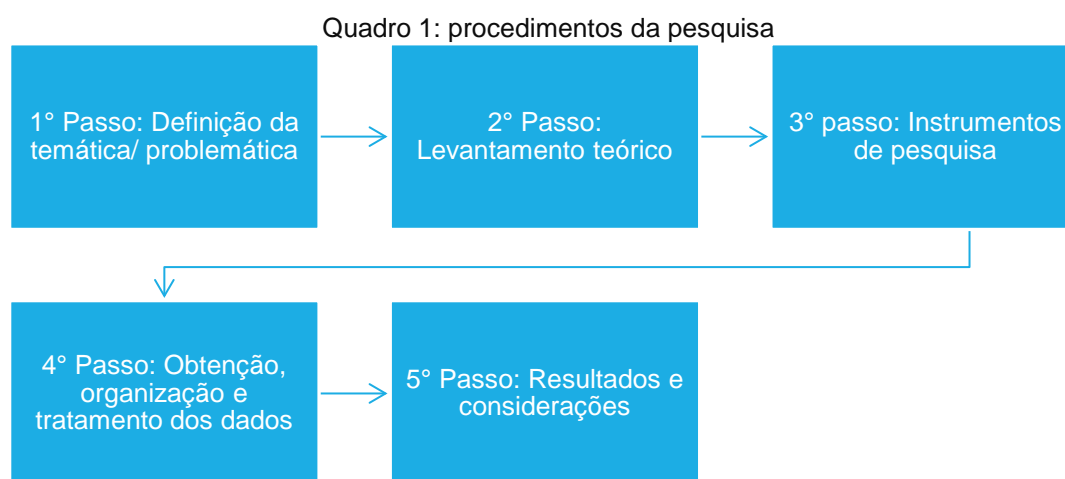 Quadro 1: procedimentos da pesquisa
1° Passo: Definição da
temática/ problemática
2° Passo:
Levantamento teórico
3° passo: Instrumentos
de pesquisa
4° Passo: Obtenção,
organização e
tratamento dos dados
5° Passo: Resultados e
considerações